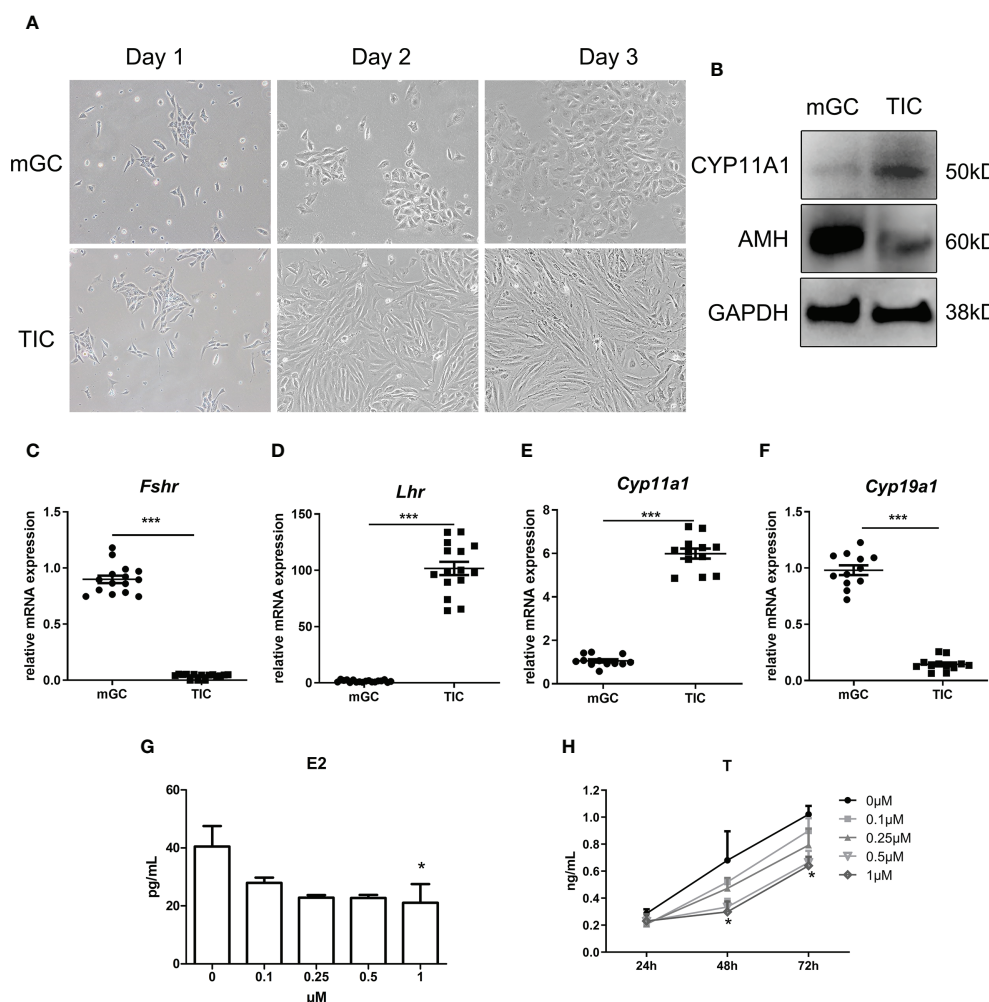 A
Day 1 Day 2 Day 3
mGC
TIC
B
mGC TIC
CYP11A1 50kD
AMH 60kD
GAPDH 38kD
C
Fshr
***
relative mRNA expression
1.5
1.0
0.5
0.0
mGC TIC
D
Lhr
***
relative mRNA expression
150
100
50
0
mGC TIC
E
Cyp11a1
***
relative mRNA expression
8
6
4
2
0
mGC TIC
F
Cyp19a1
***
relative mRNA expression
1.5
1.0
0.5
0.0
mGC TIC
G
E2
pg/mL
60
40
20
0
*
0 0.1 0.25 0.5 1
µM
H
T
ng/mL
1.2
1.0
0.8
0.6
0.4
0.2
0.0
*
*
24h 48h 72h
0µM
0.1µM
0.25µM
0.5µM
1µM